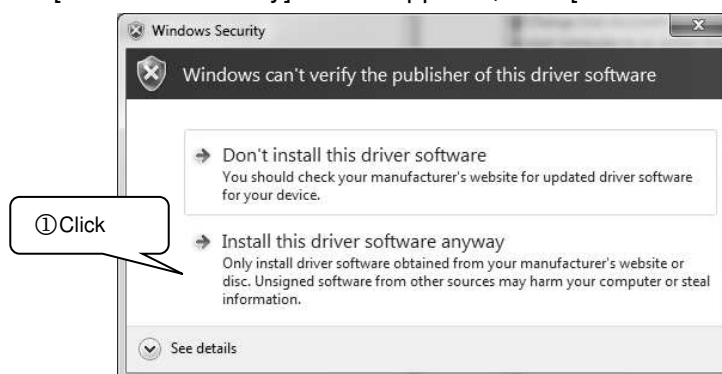 Windows Security
Windows can't verify the publisher of this driver software
Don't install this driver software
You should check your manufacturer's website for updated driver software
for your device.
①Click
Install this driver software anyway
Only install driver software obtained from your manufacturer's website or
disc. Unsigned software from other sources may harm your computer or steal
information.
See details